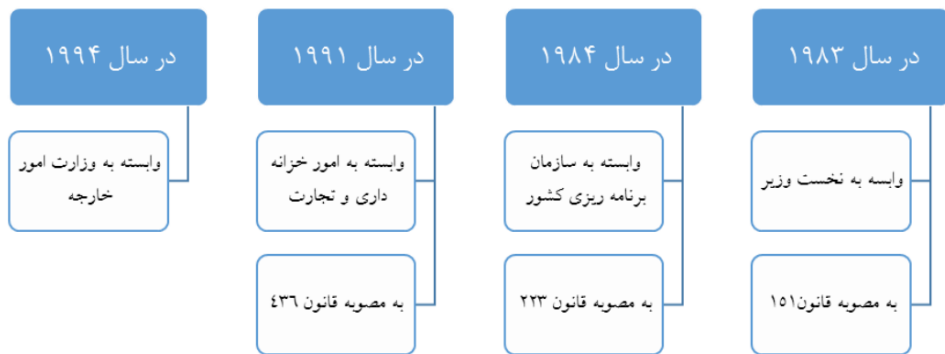 در سال ۱۹۸۳
وابسه به نخست وزیر
به مصوبه قانون۱۵۱
در سال ۱۹۸۴
وابسته به سازمان
برنامه ریزی کشور
به مصوبه قانون ۲۲۳
در سال ۱۹۹۱
وابسته به امور خزانه
داری و تجارت
به مصوبه قانون ٤٣٦
در سال ۱۹۹۴
وابسته به وزارت امور
خارجه